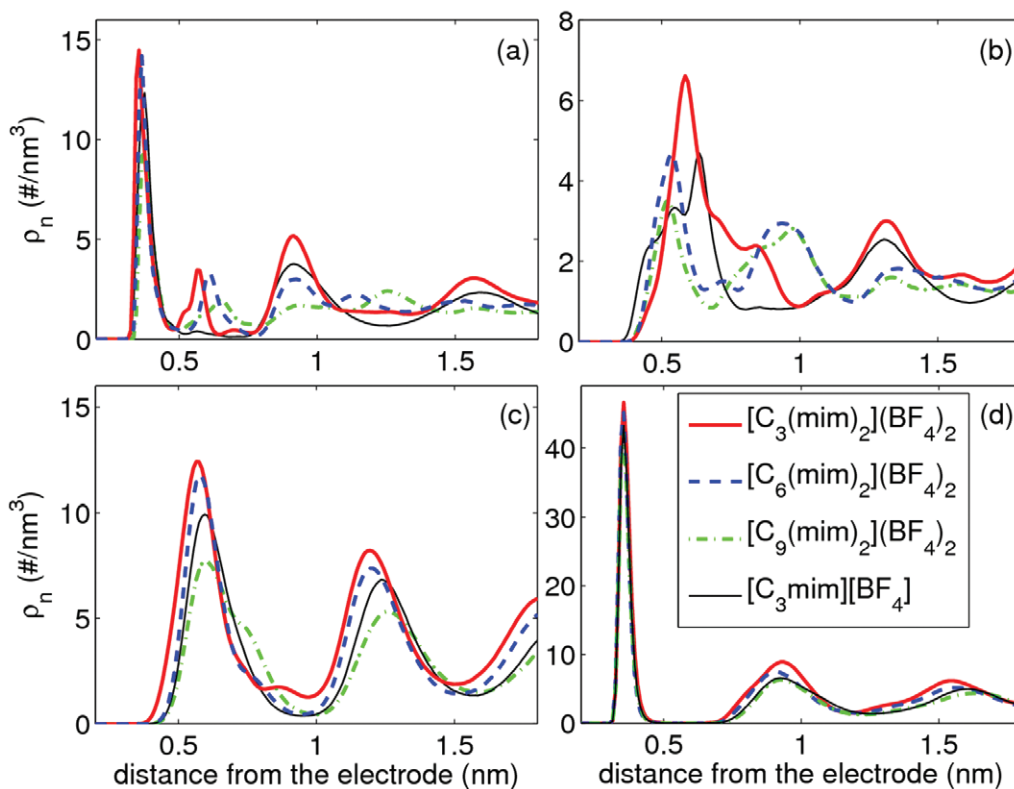 15
10
5
0
ρn (#/nm3)
0.5
1
1.5
(a)
8
6
4
2
0
0.5
1
1.5
(b)
15
10
5
0
ρn (#/nm3)
0.5
1
1.5
distance from the electrode (nm)
(c)
40
30
20
10
0
0.5
1
1.5
distance from the electrode (nm)
(d)
[C3(mim)2](BF4)2
[C6(mim)2](BF4)2
[C9(mim)2](BF4)2
[C3mim][BF4]